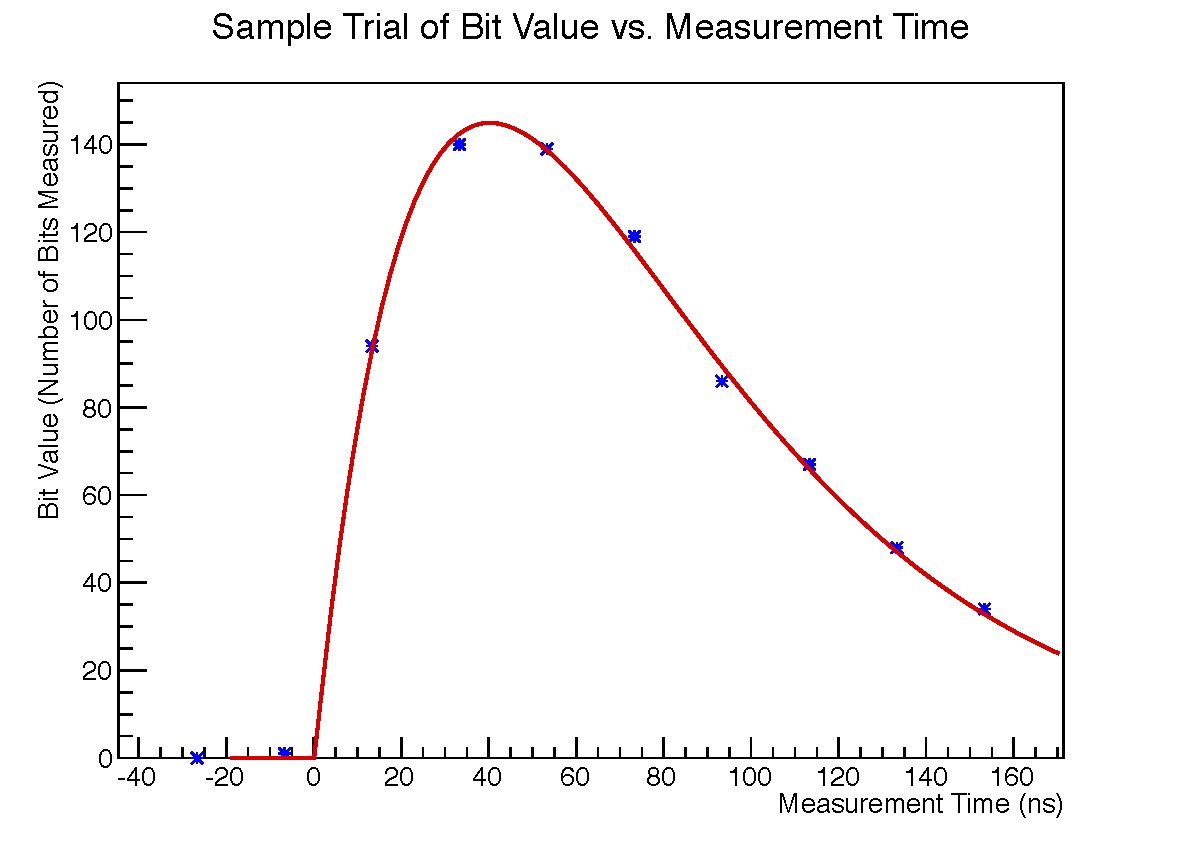 Sample Trial of Bit Value vs. Measurement Time
Bit Value (Number of Bits Measured)
140
120
100
80
60
40
20
0
-40 -20 0 20 40 60 80 100 120 140 160
Measurement Time (ns)